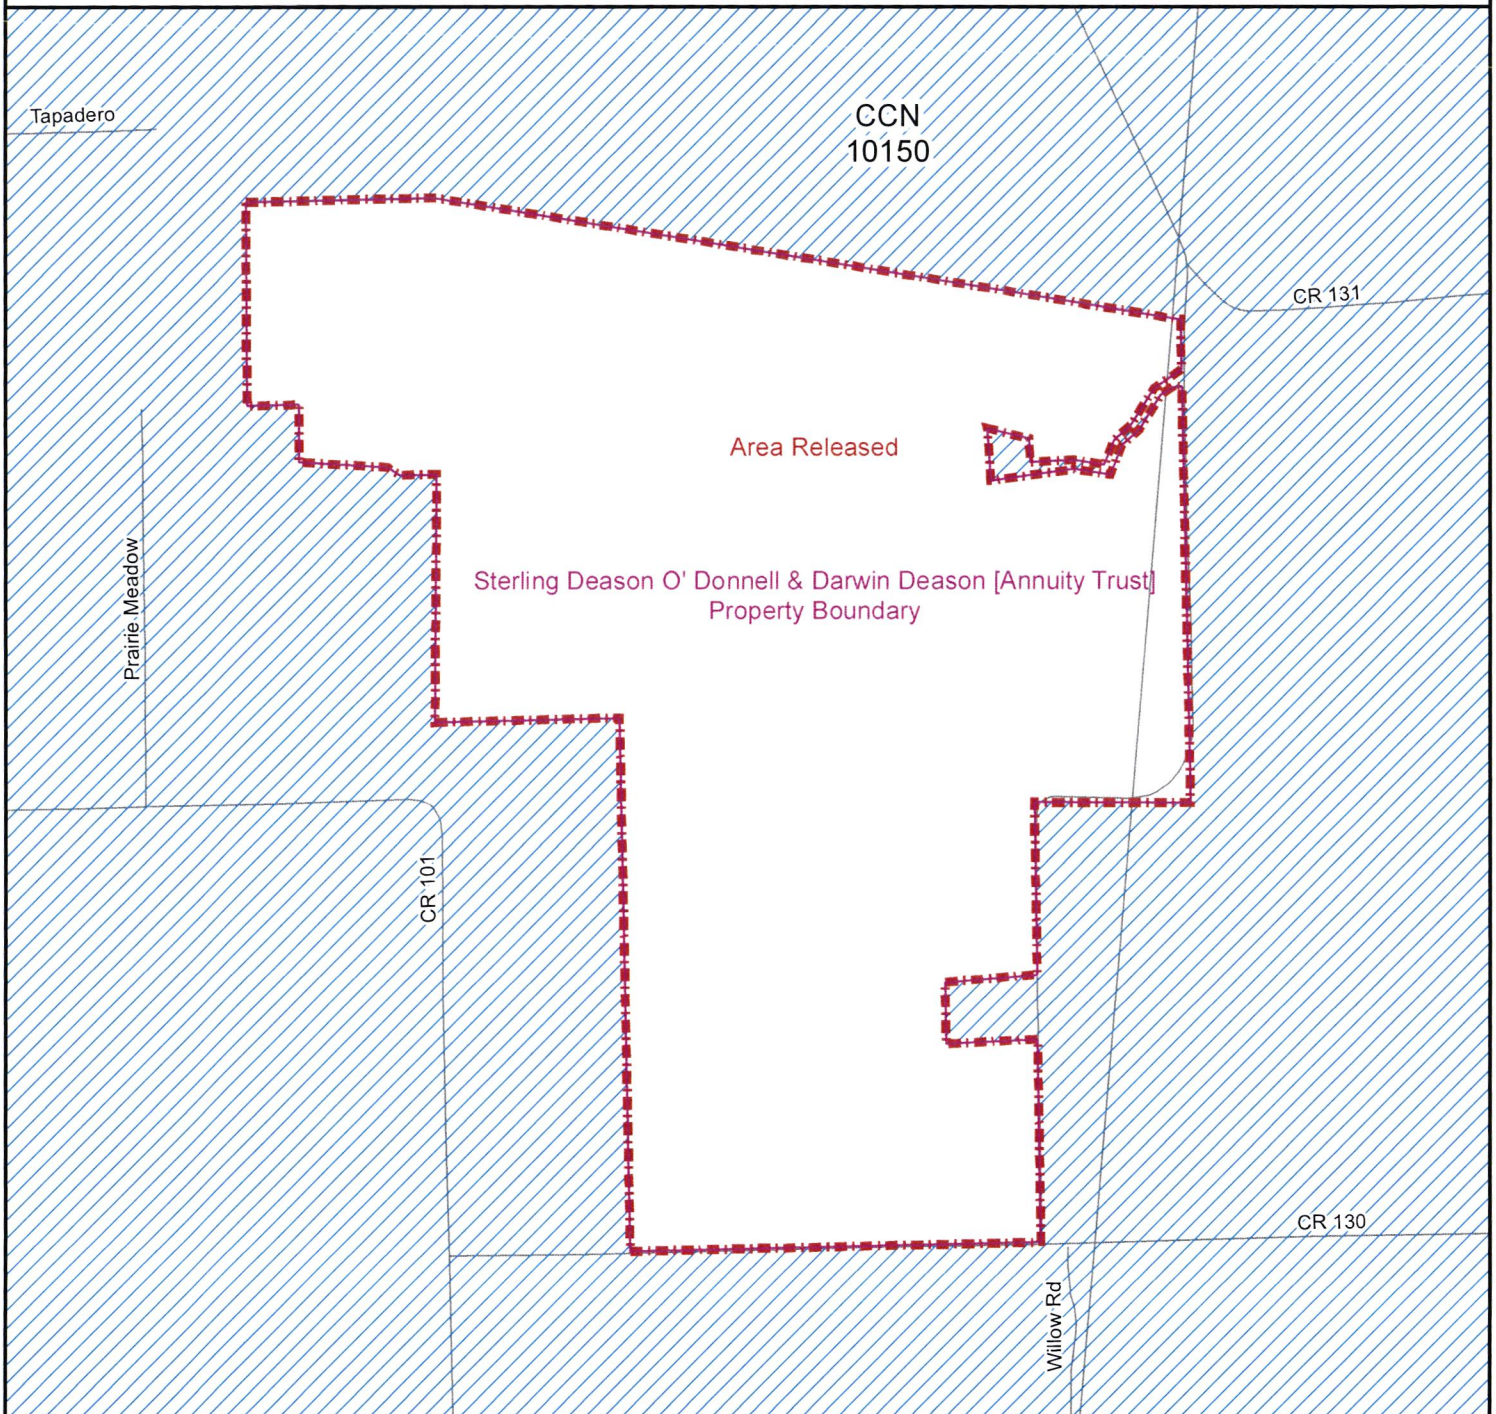 Tapadero
CCN
10150
CR 131
Area Released
Prairie Meadow
Sterling Deason O' Donnell & Darwin Deason [Annuity Trust]
Property Boundary
CR 101
CR 130
Willow Rd